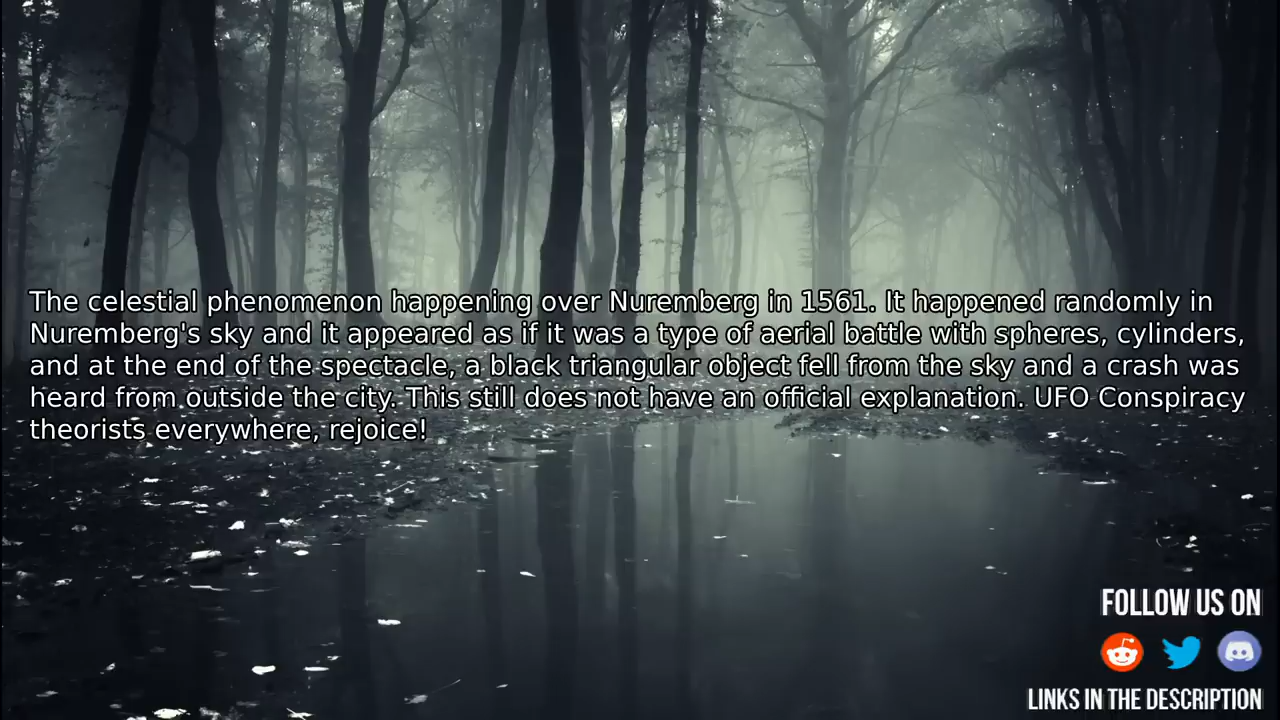 The celestial phenomenon happening over Nuremberg in 1561. It happened randomly in
Nuremberg's sky and it appeared as if it was a type of aerial battle with spheres, cylinders,
and at the end of the spectacle, a black triangular object fell from the sky and a crash was
heard from outside the city. This still does not have an official explanation. UFO Conspiracy
theorists everywhere, rejoice!
FOLLOW US ON
LINKS IN THE DESCRIPTION